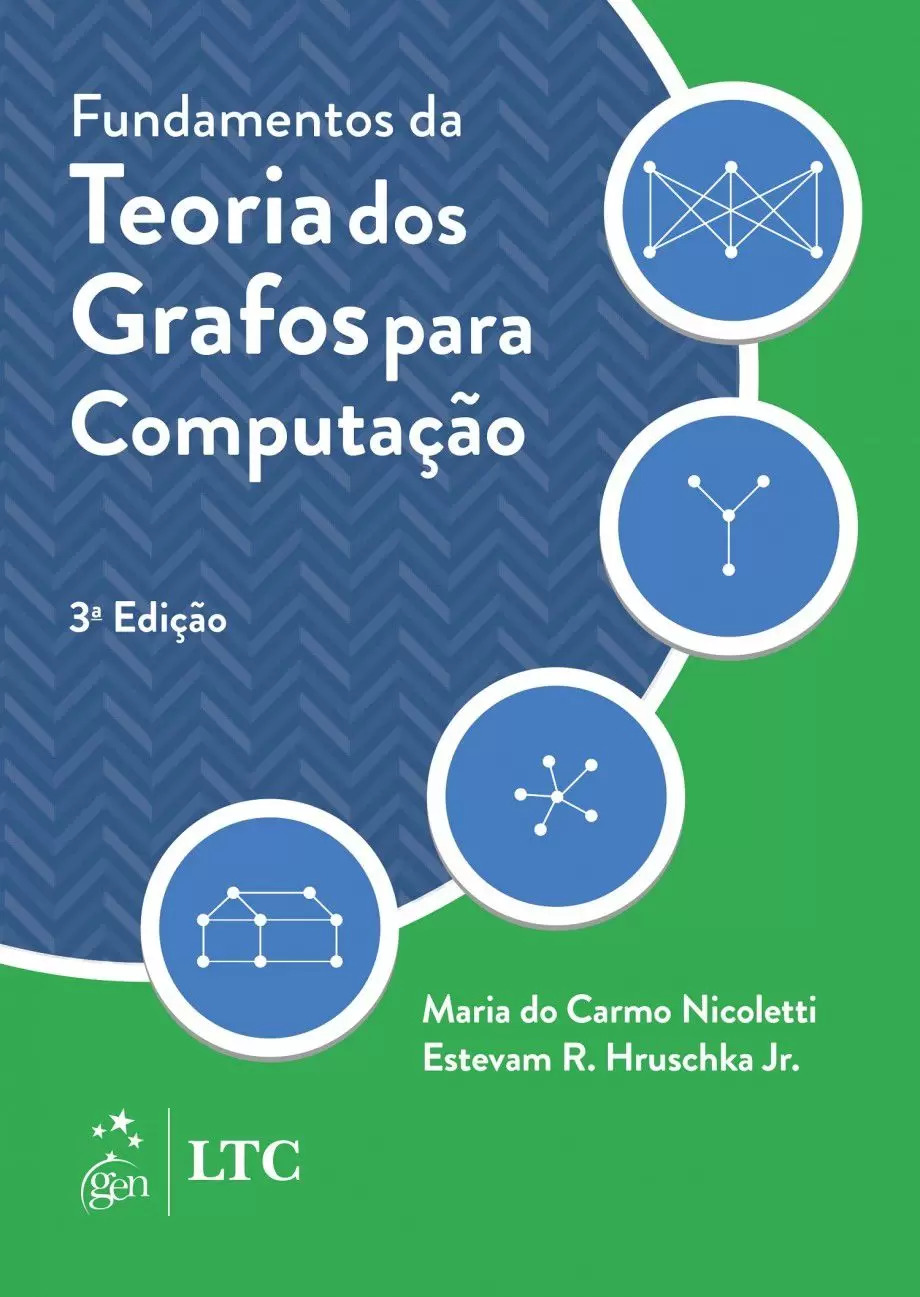 Fundamentos da
Teoria dos
Grafos para
Computação
3ª Edição
Maria do Carmo Nicoletti
Estevam R. Hruschka Jr.
gen
LTC